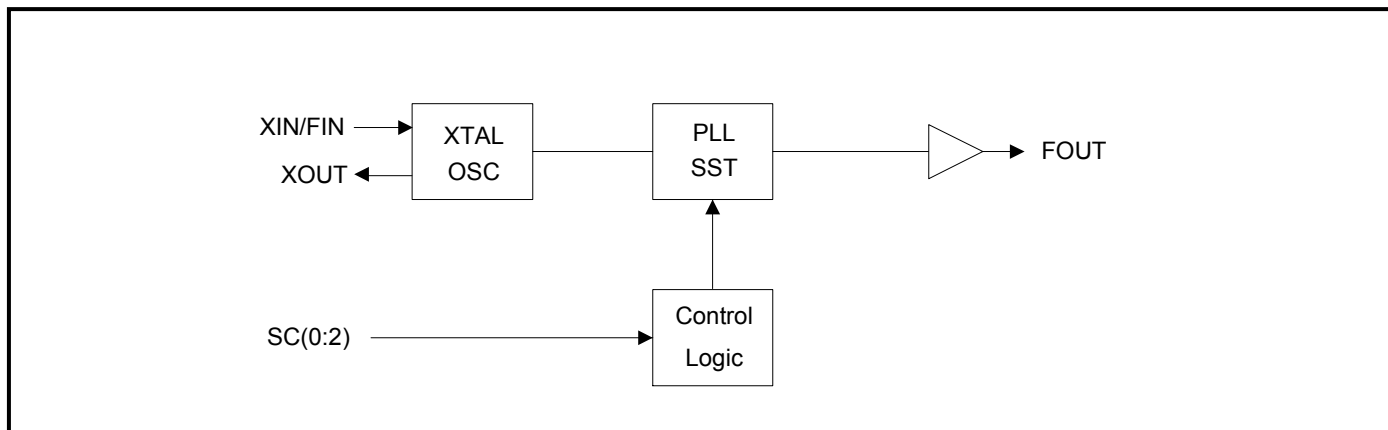 XIN/FIN
XOUT
XTAL
OSC
PLL
SST
FOUT
SC(0:2)
Control
Logic